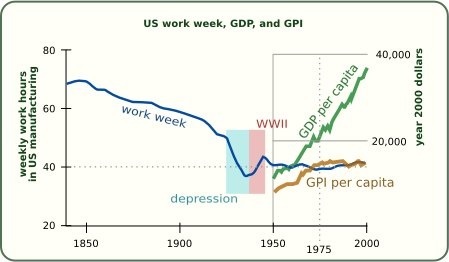 US work week, GDP, and GPI
80
60
40
20
weekly work hours
in US manufacturing
40,000
20,000
year 2000 dollars
work week
WWII
depression
GDP per capita
GPI per capita
1850
1900
1950
1975
2000